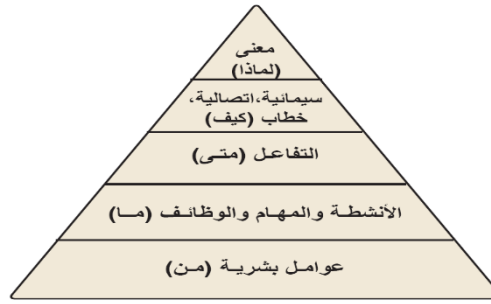 معنى
(لماذا)
سيمائية،اتصالية،
خطاب (كيف)
التفاعل (متى)
الأنشطة والمهام والوظائف (ما)
عوامل بشرية (من)